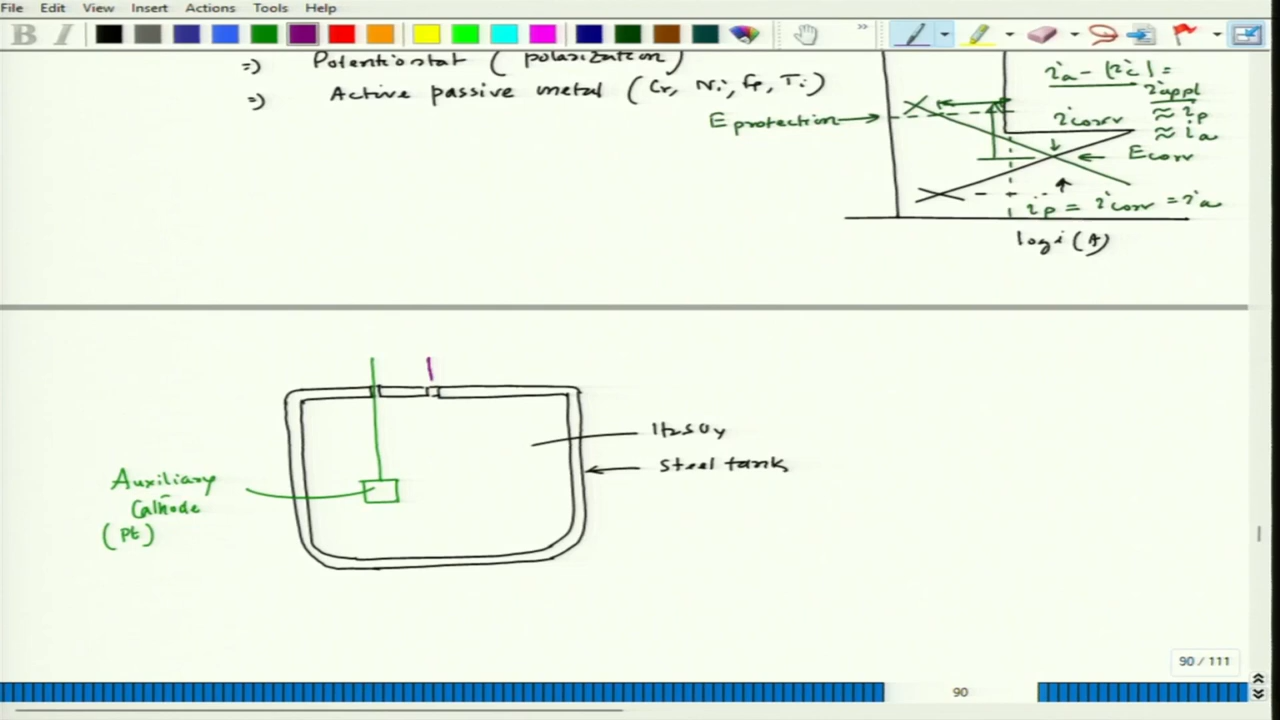 File Edit View Insert Actions Tools Help
B I
=) Potentiostat ( polarization )
=) Active passive metal ( Cr, Ni, Fe, Ti )
ia - |ic| =
iappl
≈ ip
≈ ia
icorr
E protection
Ecorr
ip = icorr = ia
log i (A)
H2SO4
Steel tank
Auxiliary
Cathode
(Pt)
90 / 111
90